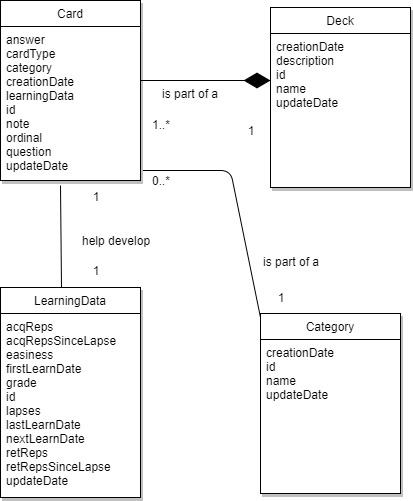 Card
answer
cardType
category
creationDate
learningData
id
note
ordinal
question
updateDate
Deck
creationDate
description
id
name
updateDate
is part of a
1..*
1
0..*
1
help develop
1
is part of a
1
LearningData
acqReps
acqRepsSinceLapse
easiness
firstLearnDate
grade
id
lapses
lastLearnDate
nextLearnDate
retReps
retRepsSinceLapse
updateDate
Category
creationDate
id
name
updateDate